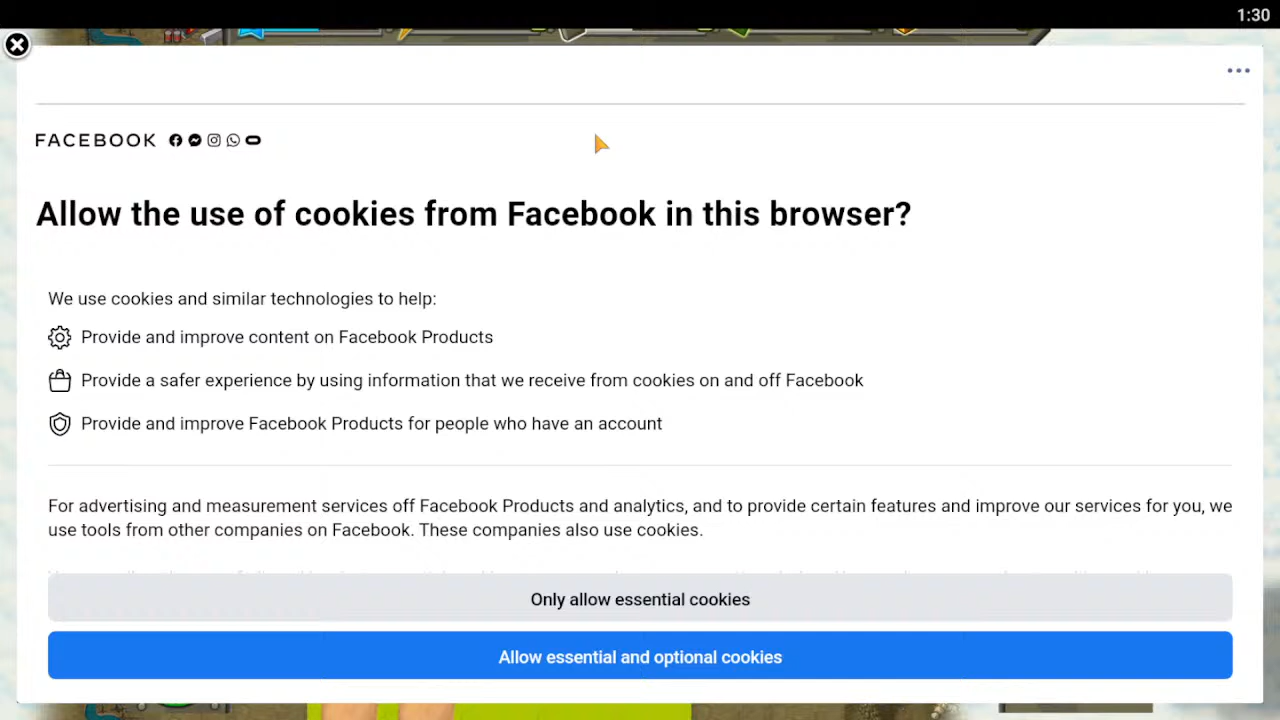 1:30
FACEBOOK
Allow the use of cookies from Facebook in this browser?
We use cookies and similar technologies to help:
Provide and improve content on Facebook Products
Provide a safer experience by using information that we receive from cookies on and off Facebook
Provide and improve Facebook Products for people who have an account
For advertising and measurement services off Facebook Products and analytics, and to provide certain features and improve our services for you, we
use tools from other companies on Facebook. These companies also use cookies.
Only allow essential cookies
Allow essential and optional cookies